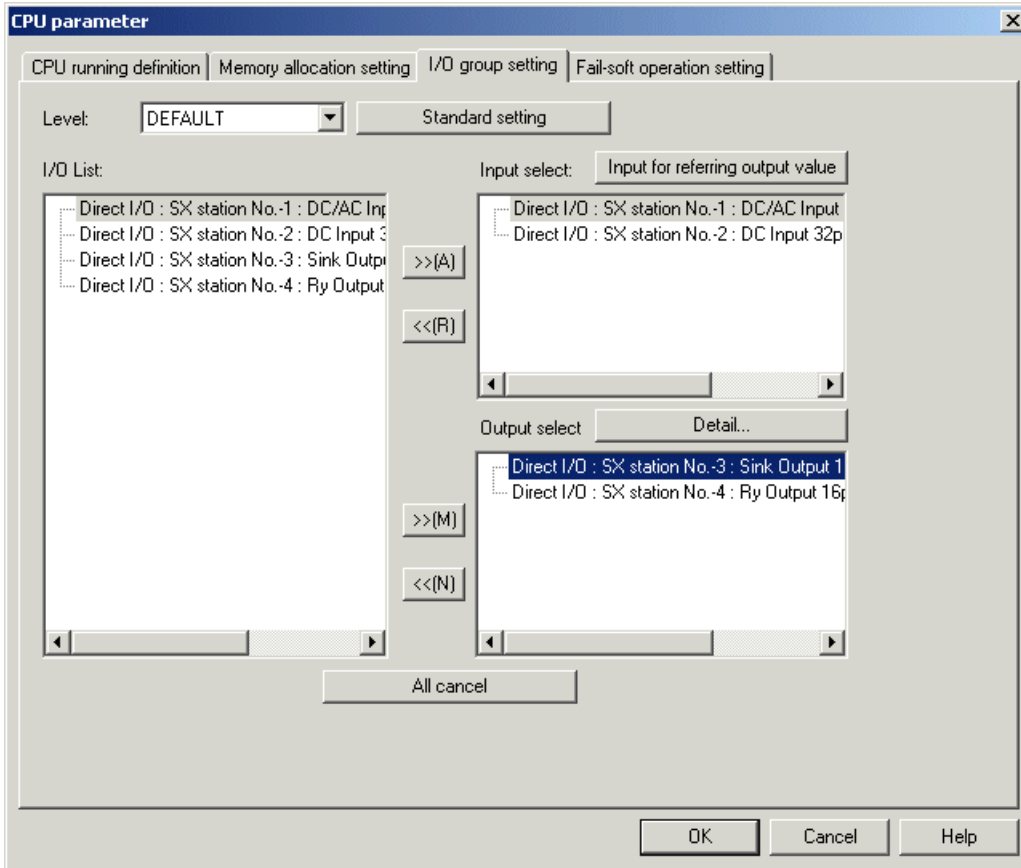 CPU parameter
CPU running definition Memory allocation setting I/O group setting Fail-soft operation setting
Level: DEFAULT Standard setting
I/O List: Input select: Input for referring output value
Direct I/O : SX station No.-1 : DC/AC Inp
Direct I/O : SX station No.-2 : DC Input 3
Direct I/O : SX station No.-3 : Sink Outpu
Direct I/O : SX station No.-4 : Ry Output
>>(A)
<<(R)
Direct I/O : SX station No.-1 : DC/AC Input
Direct I/O : SX station No.-2 : DC Input 32p
Output select Detail...
>>(M)
<<(N)
Direct I/O : SX station No.-3 : Sink Output 1
Direct I/O : SX station No.-4 : Ry Output 16p
All cancel
OK Cancel Help